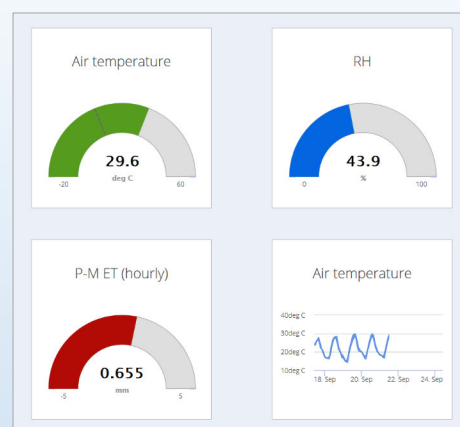 Air temperature
29.6
deg C
-20 60
RH
43.9
%
0 100
P-M ET (hourly)
0.655
mm
-5 5
Air temperature
40deg C
30deg C
20deg C
10deg C
18. Sep 20. Sep 22. Sep 24. Sep